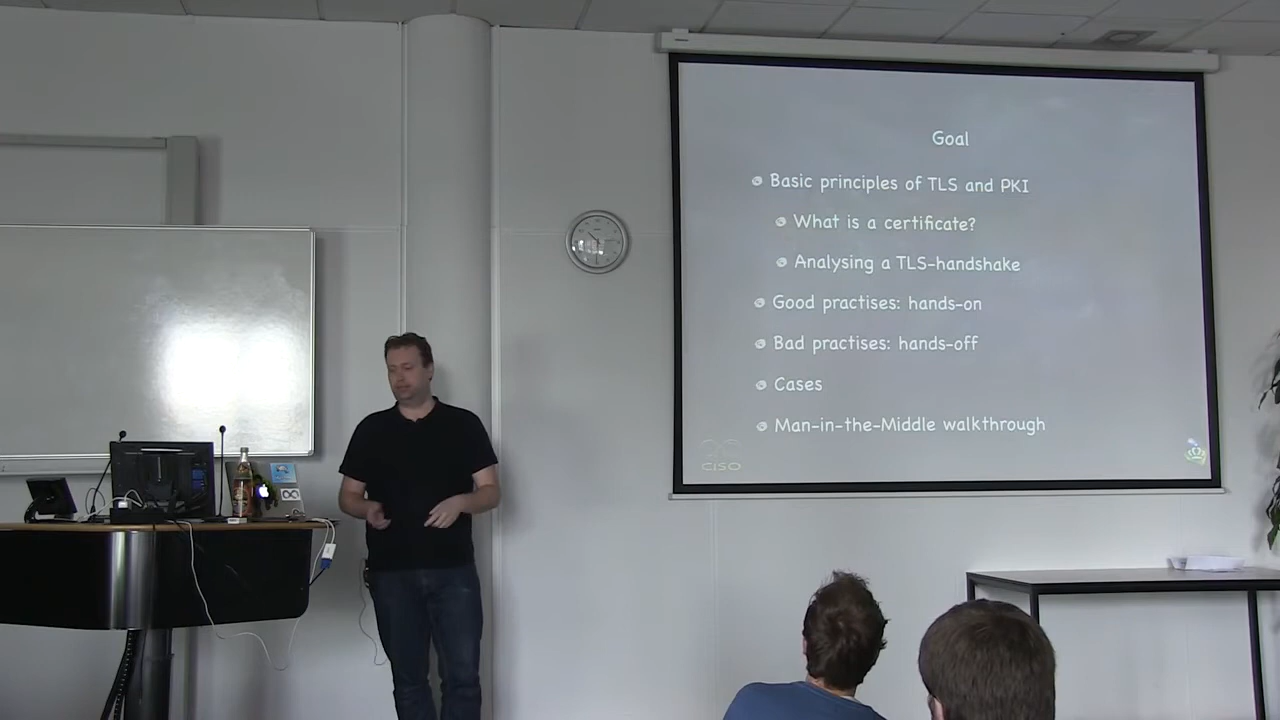 Goal
Basic principles of TLS and PKI
What is a certificate?
Analysing a TLS-handshake
Good practises: hands-on
Bad practises: hands-off
Cases
Man-in-the-Middle walkthrough
CISO